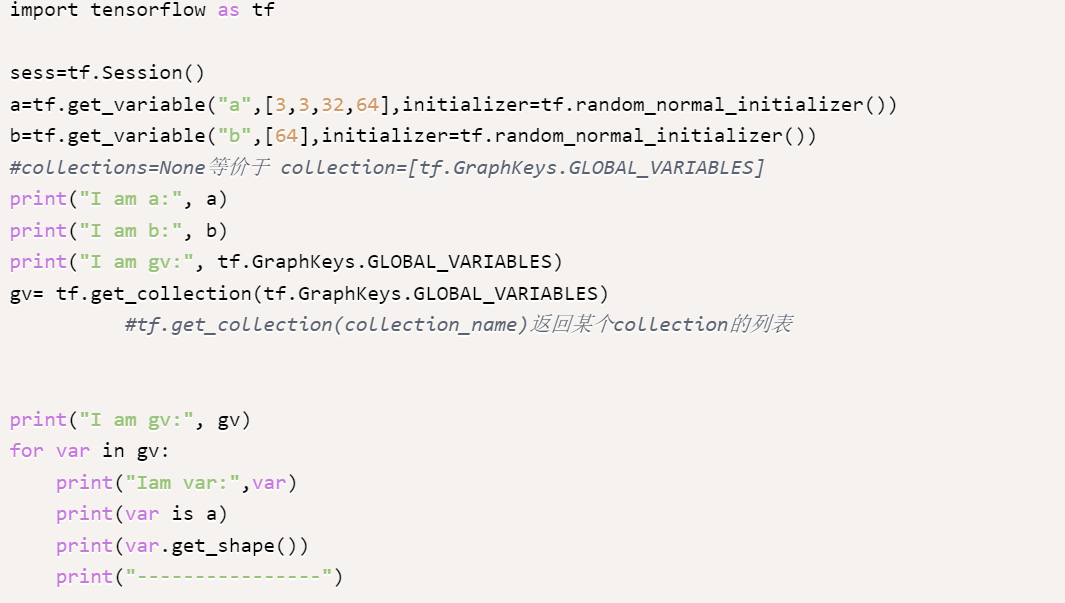 import tensorflow as tf
sess=tf.Session()
a=tf.get_variable("a",[3,3,32,64],initializer=tf.random_normal_initializer())
b=tf.get_variable("b",[64],initializer=tf.random_normal_initializer())
#collections=None等价于 collection=[tf.GraphKeys.GLOBAL_VARIABLES]
print("I am a:", a)
print("I am b:", b)
print("I am gv:", tf.GraphKeys.GLOBAL_VARIABLES)
gv= tf.get_collection(tf.GraphKeys.GLOBAL_VARIABLES)
#tf.get_collection(collection_name)返回某个collection的列表
print("I am gv:", gv)
for var in gv:
    print("Iam var:",var)
    print(var is a)
    print(var.get_shape())
    print("----------------")